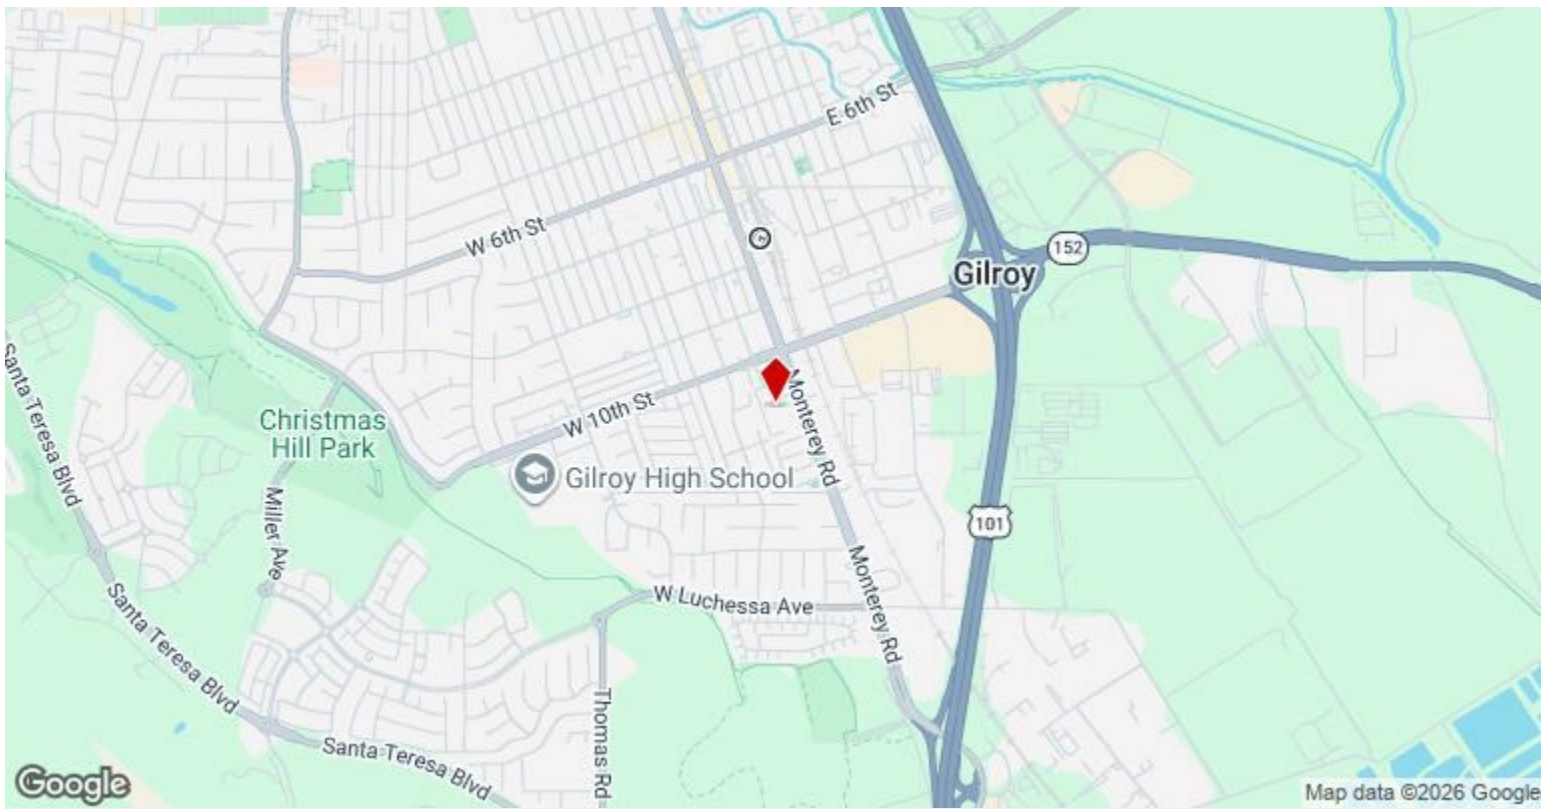 E 6th St
W 6th St
152
Gilroy
Santa Teresa Blvd
Monterey Rd
W 10th St
Christmas
Hill Park
Gilroy High School
Miller Ave
101
Monterey Rd
W Luchessa Ave
Santa Teresa Blvd
Thomas Rd
Santa Teresa Blvd
Google
Map data ©2026 Google